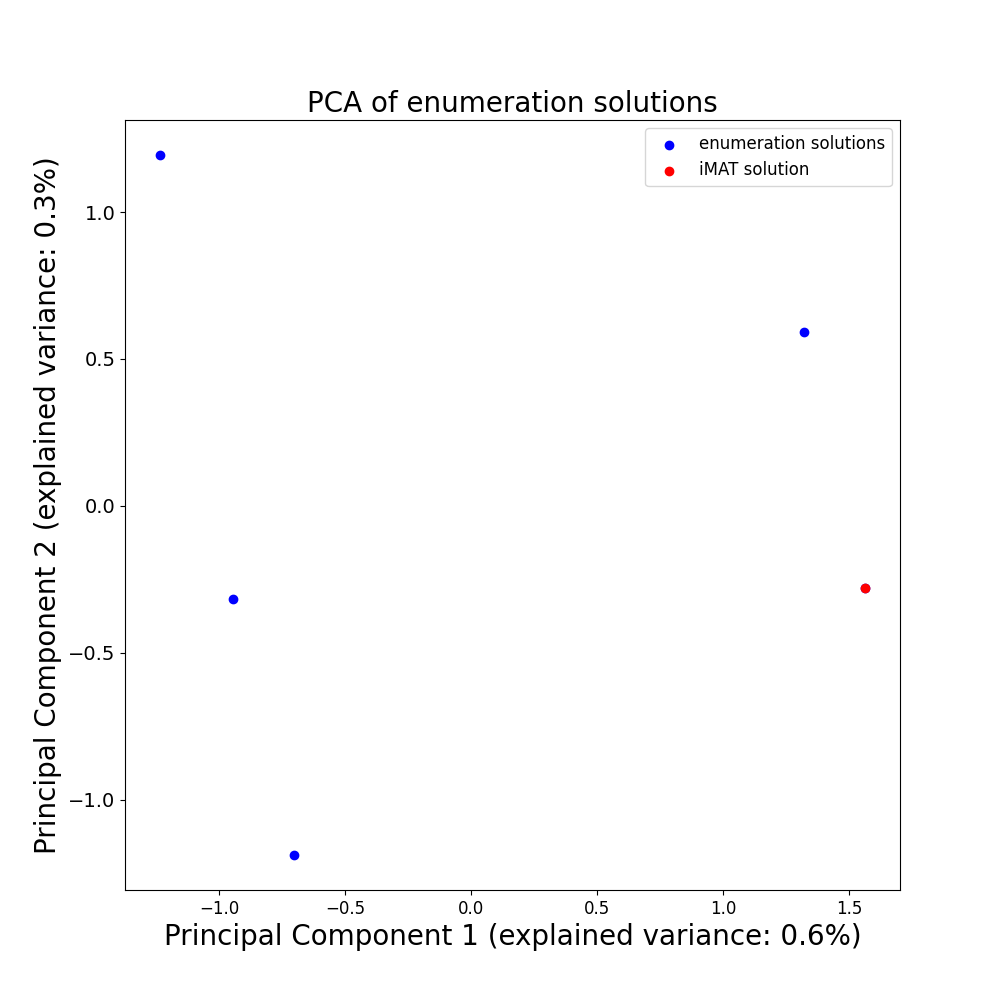 PCA of enumeration solutions
enumeration solutions
iMAT solution
Principal Component 2 (explained variance: 0.3%)
1.0
0.5
0.0
−0.5
−1.0
−1.0
−0.5
0.0
0.5
1.0
1.5
Principal Component 1 (explained variance: 0.6%)